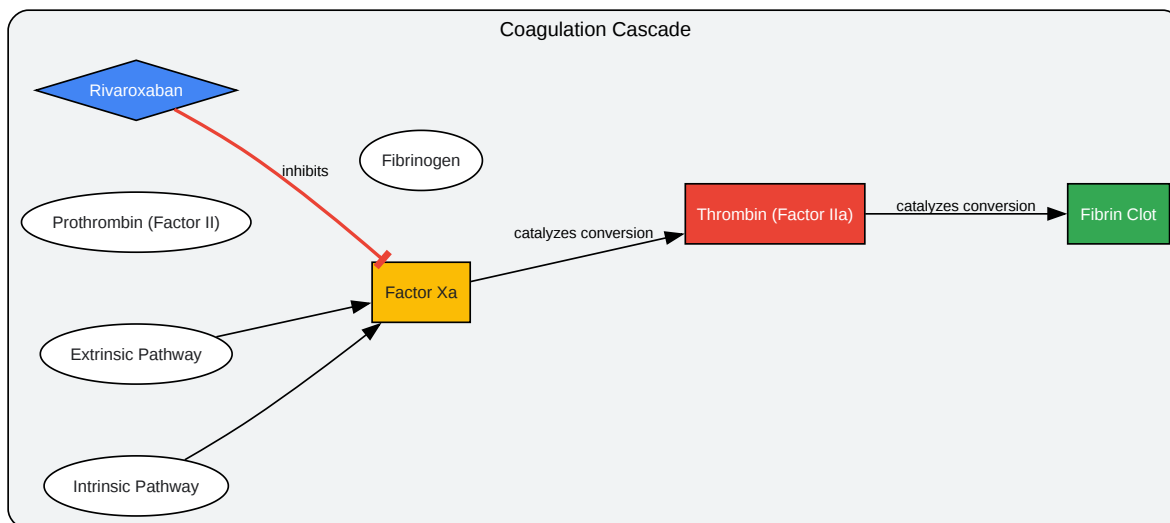 Coagulation Cascade
Rivaroxaban
inhibits
Fibrinogen
Prothrombin (Factor II)
catalyzes conversion
Thrombin (Factor IIa)
catalyzes conversion
Fibrin Clot
Factor Xa
Extrinsic Pathway
Intrinsic Pathway